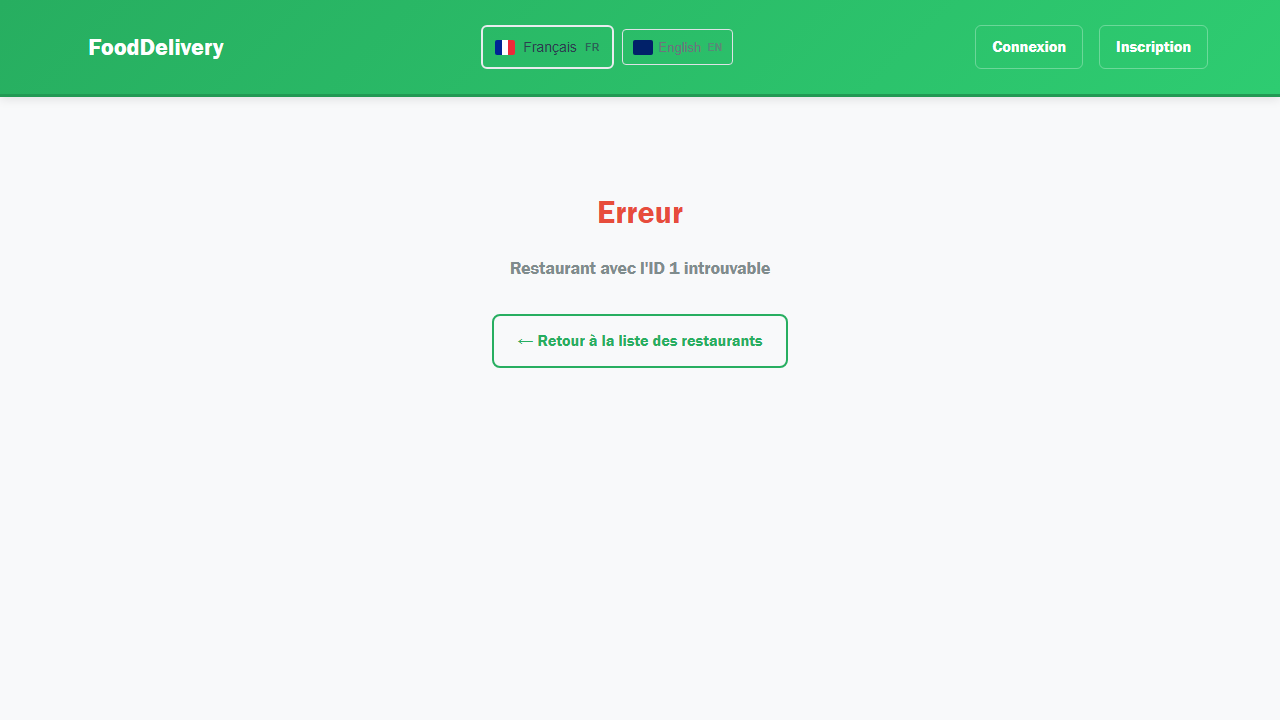 FoodDelivery
Français FR
English EN
Connexion
Inscription
Erreur
Restaurant avec l'ID 1 introuvable
← Retour à la liste des restaurants